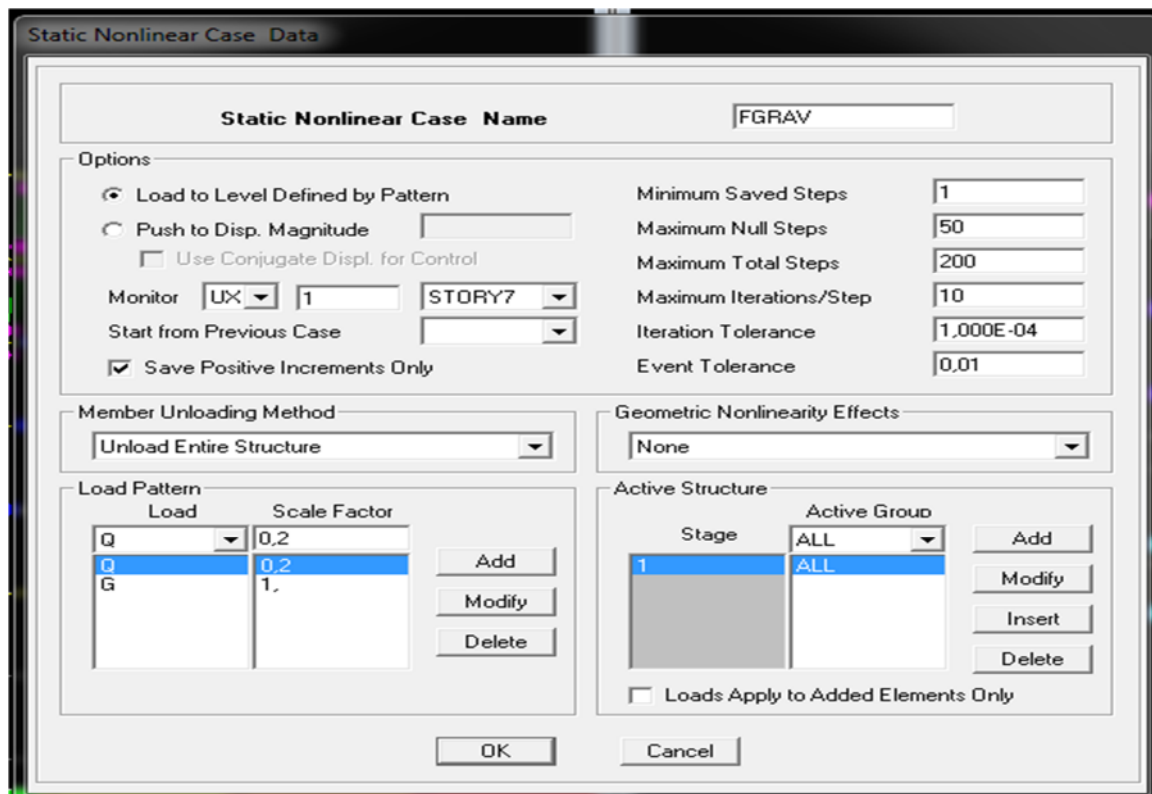 Static Nonlinear Case Data
Static Nonlinear Case Name FGRAV
Options
Load to Level Defined by Pattern
Push to Disp. Magnitude
Use Conjugate Displ. for Control
Monitor UX 1 STORY7
Start from Previous Case
Save Positive Increments Only
Minimum Saved Steps 1
Maximum Null Steps 50
Maximum Total Steps 200
Maximum Iterations/Step 10
Iteration Tolerance 1,000E-04
Event Tolerance 0,01
Member Unloading Method
Unload Entire Structure
Geometric Nonlinearity Effects
None
Load Pattern
Load Scale Factor
Q 0,2
Q 0,2
G 1,
Add
Modify
Delete
Active Structure
Active Group
Stage ALL
1 ALL
Add
Modify
Insert
Delete
Loads Apply to Added Elements Only
OK Cancel